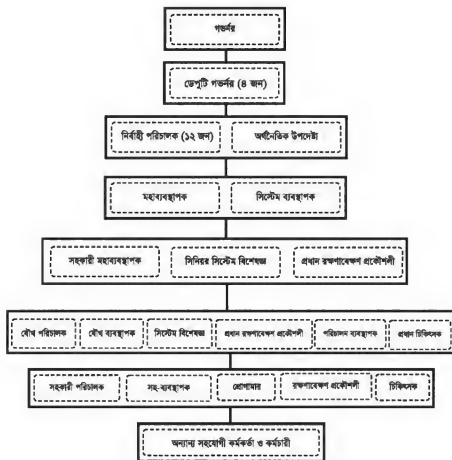 গভর্নর
ডেপুটি গভর্নর (৪ জন)
নির্বাহী পরিচালক (১২ জন) অর্থনৈতিক উপদেষ্টা
মহাব্যবস্থাপক সিস্টেম ব্যবস্থাপক
সহকারী মহাব্যবস্থাপক সিনিয়র সিস্টেম বিশেষজ্ঞ প্রধান রক্ষণাবেক্ষণ প্রকৌশলী
যৌথ পরিচালক যৌথ ব্যবস্থাপক সিস্টেম বিশেষজ্ঞ প্রধান রক্ষণাবেক্ষণ প্রকৌশলী পরিচালন ব্যবস্থাপক প্রধান চিকিৎসক
সহকারী পরিচালক সহ-ব্যবস্থাপক প্রোগামার রক্ষণাবেক্ষণ প্রকৌশলী চিকিৎসক
অন্যান্য সহযোগী কর্মকর্তা ও কর্মচারী